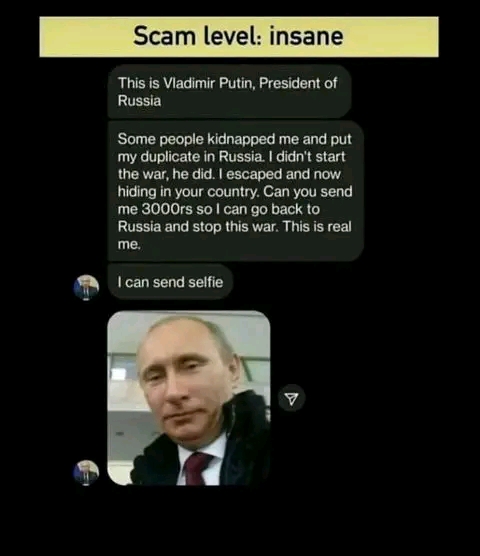 Scam level: insane
This is Vladimir Putin, President of
Russia
Some people kidnapped me and put
my duplicate in Russia. I didn't start
the war, he did. I escaped and now
hiding in your country. Can you send
me 3000rs so I can go back to
Russia and stop this war. This is real
me.
I can send selfie